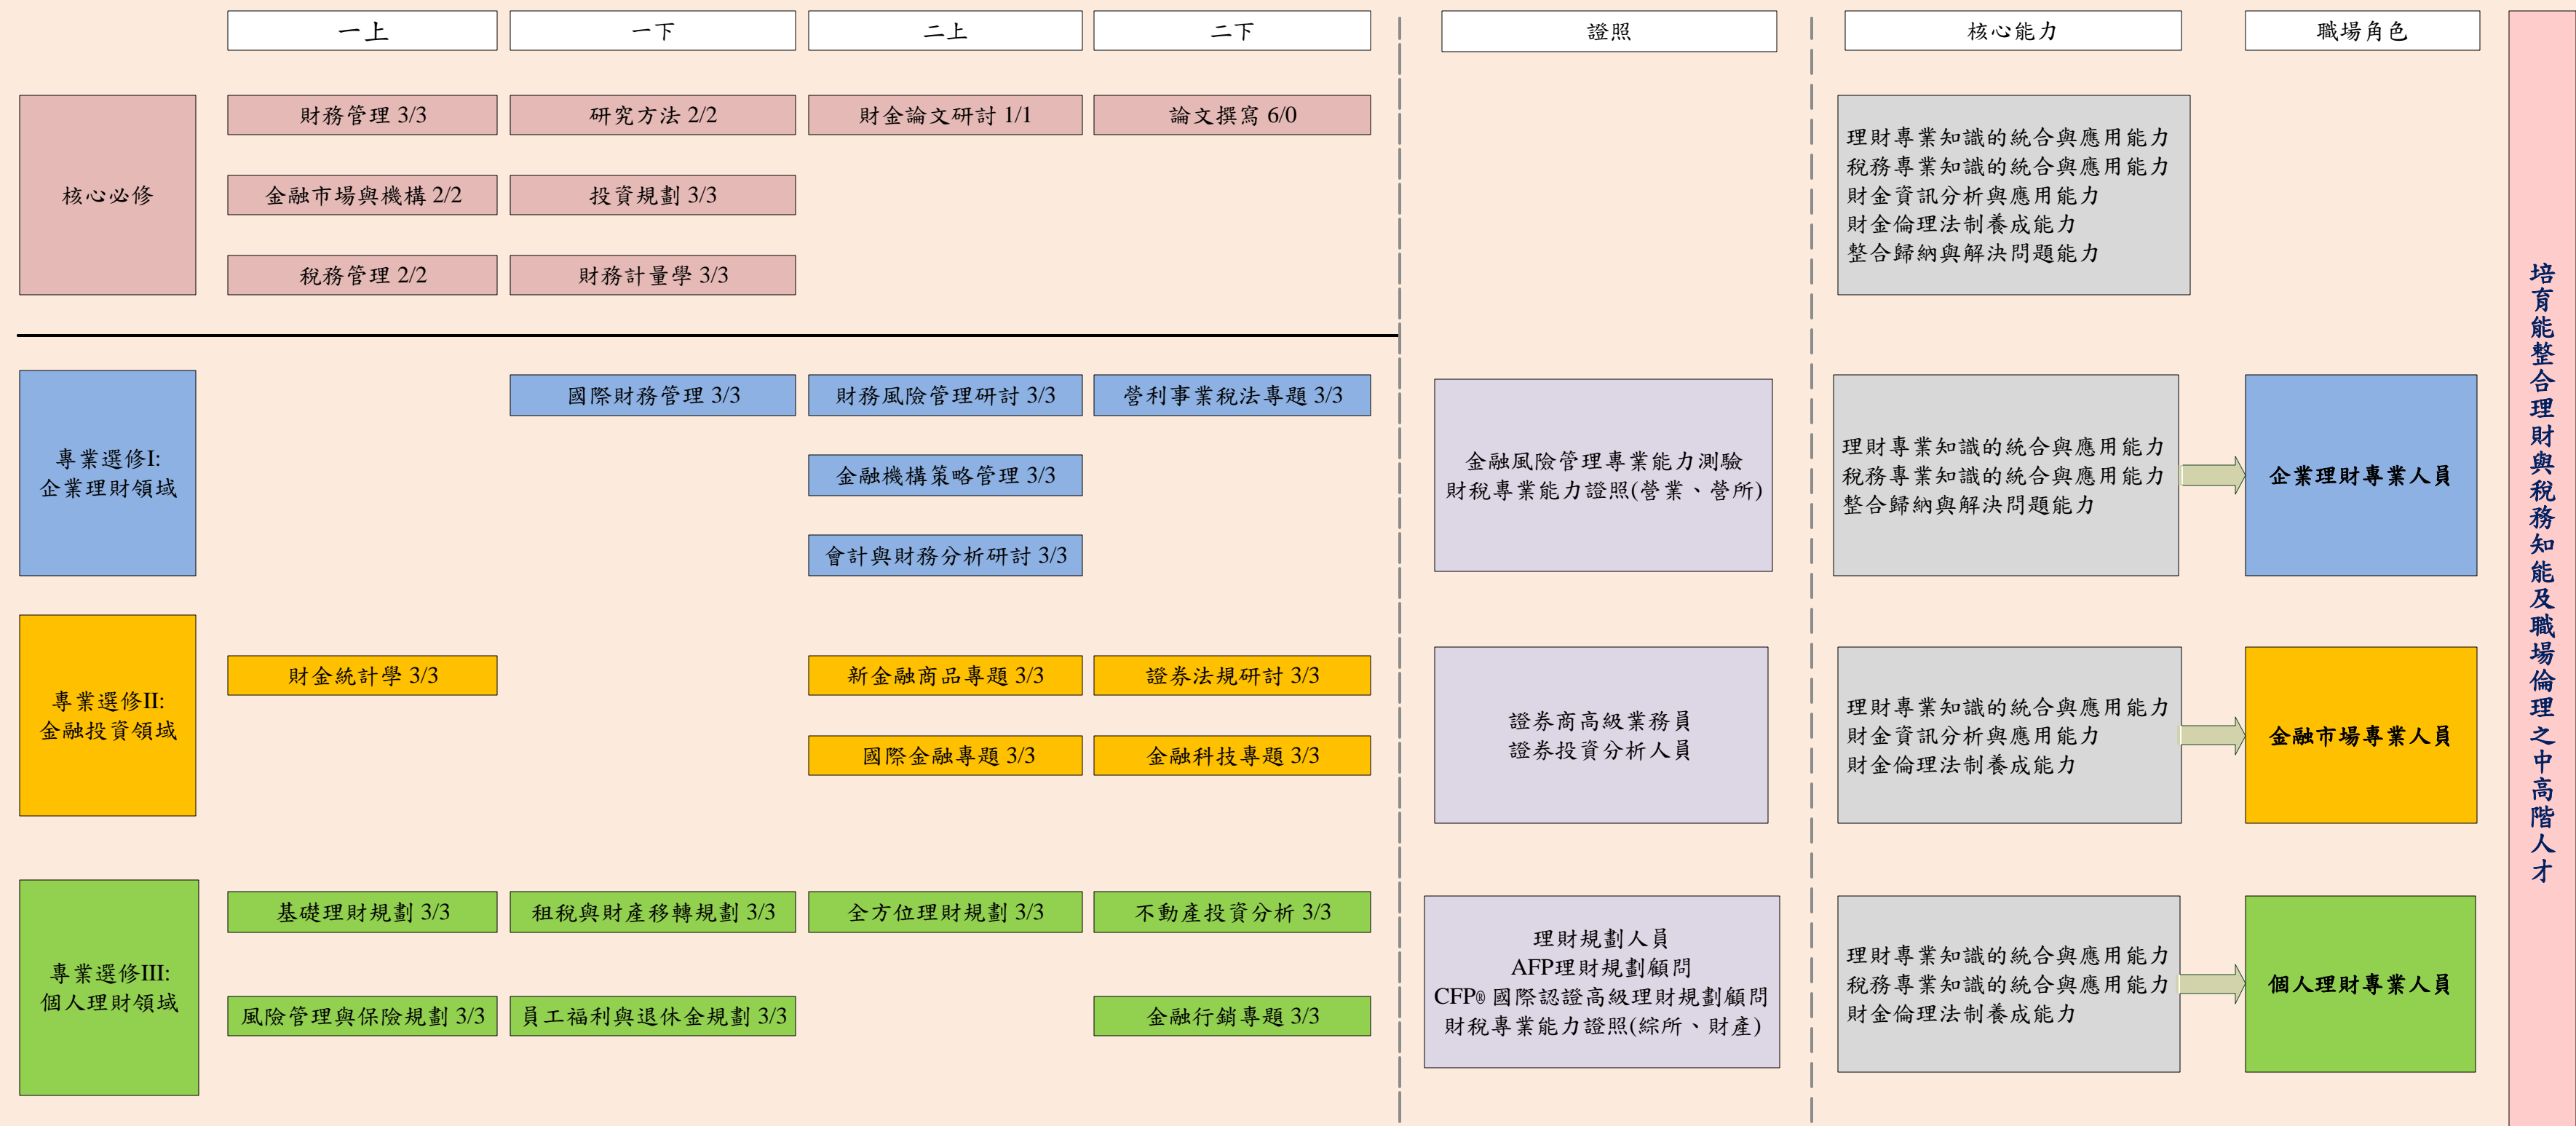 一上
一下
二上
二下
證照
核心能力
職場角色
核心必修
財務管理 3/3
研究方法 2/2
財金論文研討 1/1
論文撰寫 6/0
金融市場與機構 2/2
投資規劃 3/3
稅務管理 2/2
財務計量學 3/3
理財專業知識的統合與應用能力
稅務專業知識的統合與應用能力
財金資訊分析與應用能力
財金倫理法制養成能力
整合歸納與解決問題能力
專業選修I:
企業理財領域
國際財務管理 3/3
財務風險管理研討 3/3
營利事業稅法專題 3/3
金融機構策略管理 3/3
會計與財務分析研討 3/3
金融風險管理專業能力測驗
財稅專業能力證照(營業、營所)
理財專業知識的統合與應用能力
稅務專業知識的統合與應用能力
整合歸納與解決問題能力
企業理財專業人員
專業選修II:
金融投資領域
財金統計學 3/3
新金融商品專題 3/3
證券法規研討 3/3
國際金融專題 3/3
金融科技專題 3/3
證券商高級業務員
證券投資分析人員
理財專業知識的統合與應用能力
財金資訊分析與應用能力
財金倫理法制養成能力
金融市場專業人員
專業選修III:
個人理財領域
基礎理財規劃 3/3
租稅與財產移轉規劃 3/3
全方位理財規劃 3/3
不動產投資分析 3/3
風險管理與保險規劃 3/3
員工福利與退休金規劃 3/3
金融行銷專題 3/3
理財規劃人員
AFP理財規劃顧問
CFP® 國際認證高級理財規劃顧問
財稅專業能力證照(綜所、財產)
理財專業知識的統合與應用能力
稅務專業知識的統合與應用能力
財金倫理法制養成能力
個人理財專業人員
培育能整合理財與稅務知能及職場倫理之中高階人才